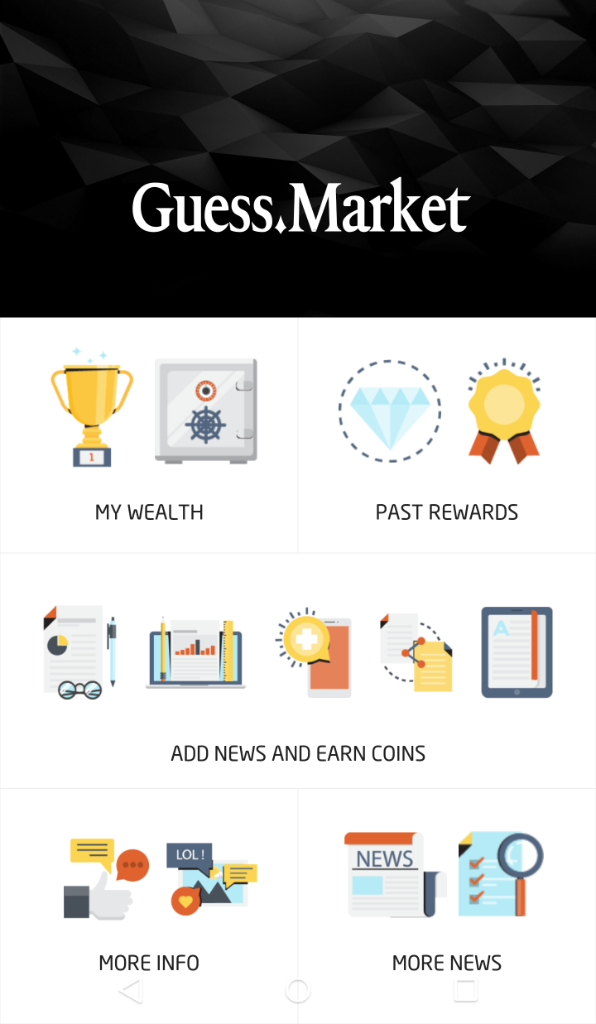 Guess.Market
1
MY WEALTH
PAST REWARDS
A
ADD NEWS AND EARN COINS
LOL !
NEWS
MORE INFO
MORE NEWS